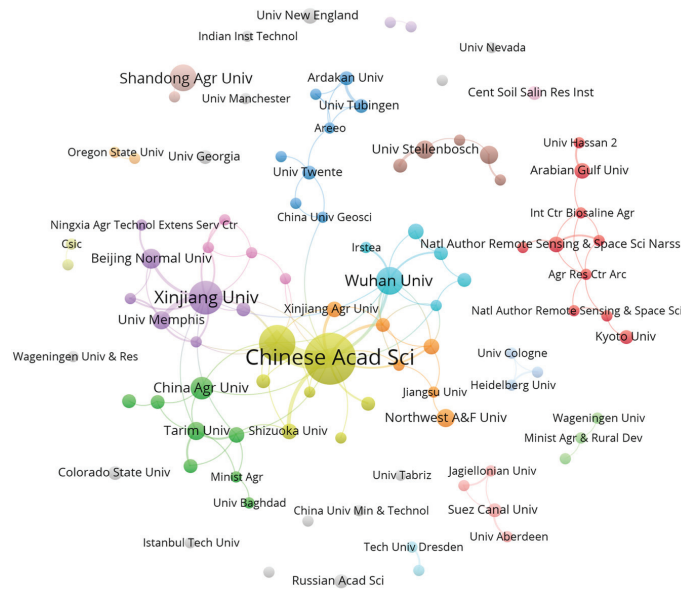 Univ New England
Indian Inst Technol
Univ Nevada
Shandong Agr Univ
Ardakan Univ
Cent Soil Salin Res Inst
Univ Manchester
Univ Tubingen
Areeo
Univ Hassan 2
Oregon State Univ
Univ Georgia
Univ Stellenbosch
Univ Twente
Arabian Gulf Univ
China Univ Geosci
Int Ctr Biosaline Agr
Ningxia Agr Technol Extens Serv Ctr
Csic
Irstea
Natl Author Remote Sensing & Space Sci Narss
Beijing Normal Univ
Wuhan Univ
Agr Res Ctr Arc
Xinjiang Univ
Xinjiang Agr Univ
Natl Author Remote Sensing & Space Sci
Univ Memphis
Kyoto Univ
Wageningen Univ & Res
Chinese Acad Sci
Univ Cologne
China Agr Univ
Jiangsu Univ
Heidelberg Univ
Northwest A&F Univ
Wageningen Univ
Tarim Univ
Shizuoka Univ
Minist Agr & Rural Dev
Colorado State Univ
Minist Agr
Univ Tabriz
Jagiellonian Univ
Univ Baghdad
China Univ Min & Technol
Suez Canal Univ
Univ Aberdeen
Istanbul Tech Univ
Tech Univ Dresden
Russian Acad Sci